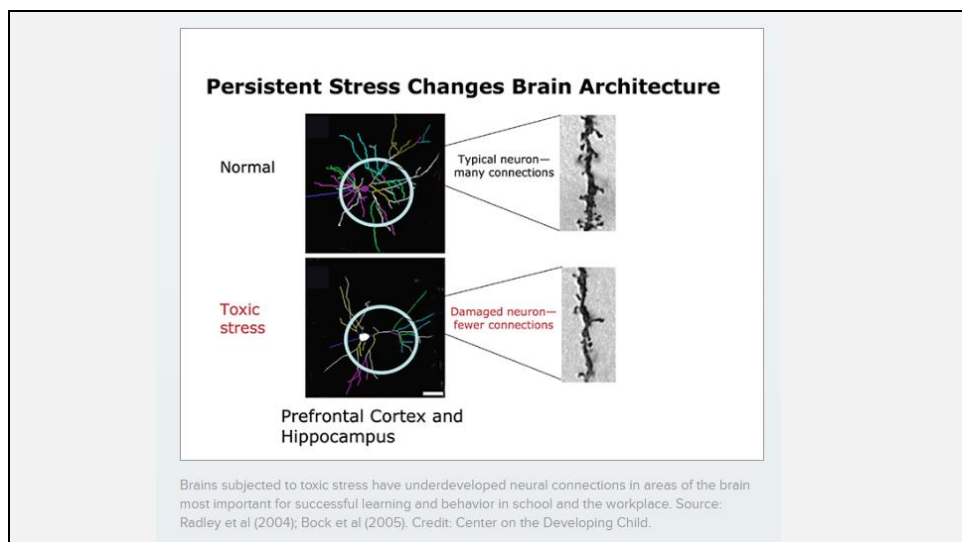 Persistent Stress Changes Brain Architecture
Normal
Typical neuron—
many connections
Toxic
stress
Damaged neuron—
fewer connections
Prefrontal Cortex and
Hippocampus
Brains subjected to toxic stress have underdeveloped neural connections in areas of the brain
most important for successful learning and behavior in school and the workplace. Source:
Radley et al (2004); Bock et al (2005). Credit: Center on the Developing Child.